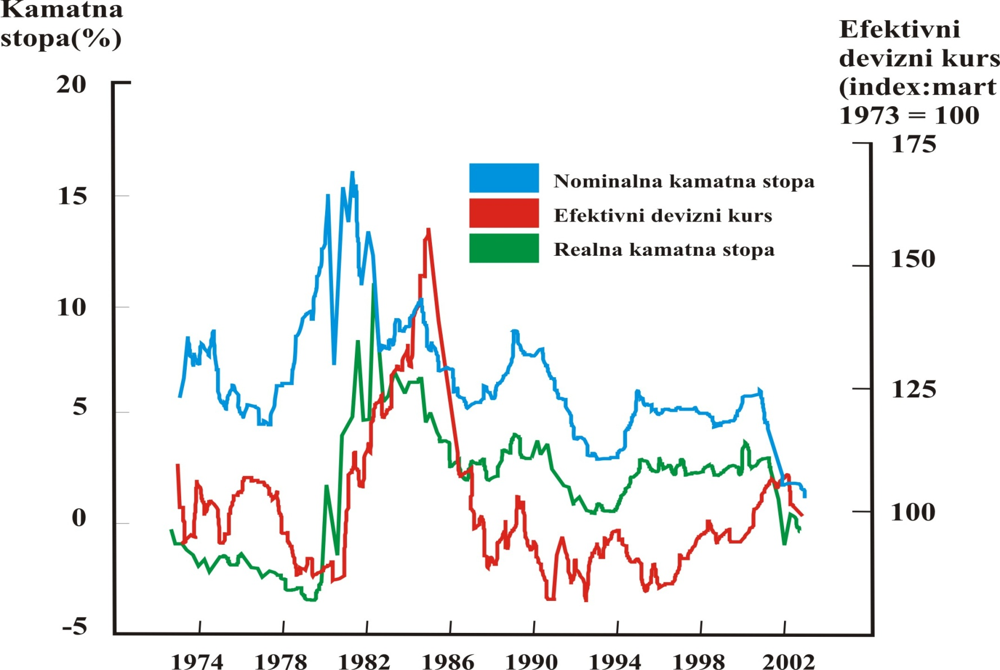 Kamatna
stopa(%)
Efektivni
devizni kurs
(index:mart
1973 = 100
20
15
10
5
0
-5
175
150
125
100
Nominalna kamatna stopa
Efektivni devizni kurs
Realna kamatna stopa
1974 1978 1982 1986 1990 1994 1998 2002